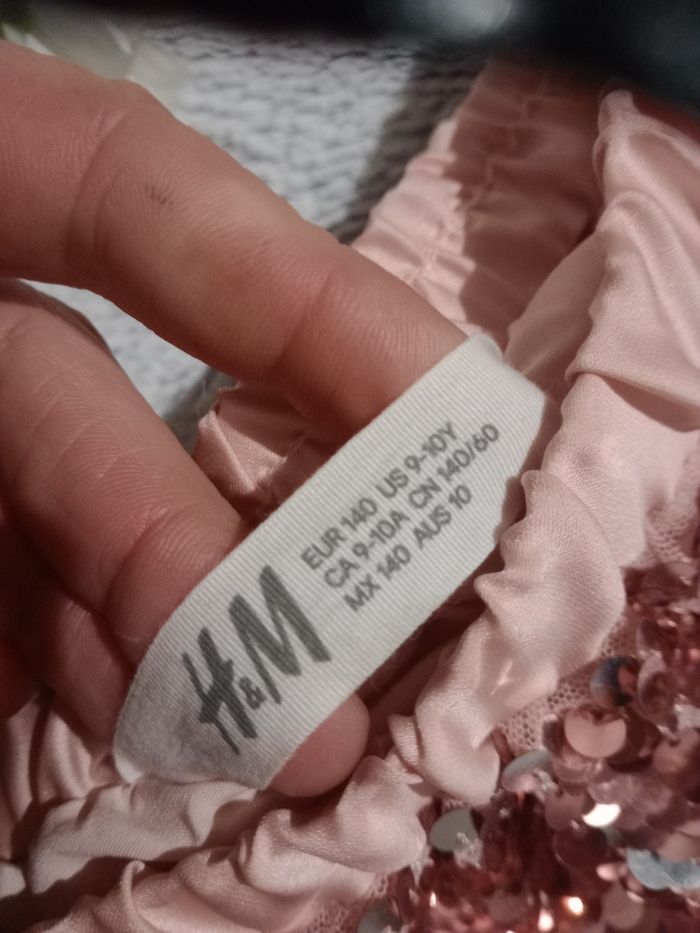 H&M
EUR 140 US 9-10Y
CA 9-10A CN 140/60
MX 140 AUS 10